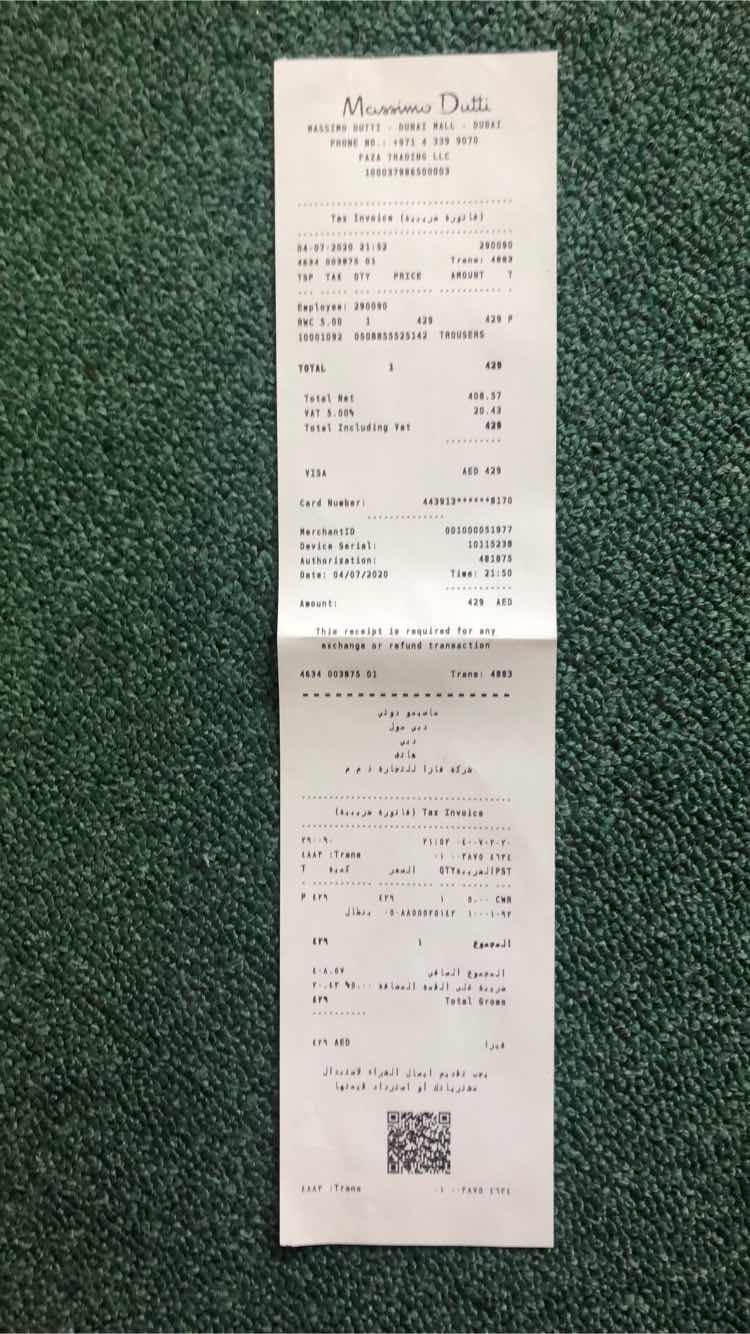 Massimo Dutti
MASSIMO DUTTI - DUBAI MALL - DUBAI
PHONE NO.: +971 4 339 9070
FAZA TRADING LLC
100037986500003
Tax Invoice (فاتورة ضريبية)
04-07-2020 21:52 290090
4634 003875 01 Trans: 4883
TSP TAX QTY PRICE AMOUNT T
Employee: 290090
RWC 5.00 1 429 429 P
10001092 0508855525142 TROUSERS
TOTAL 1 429
Total Net 408.57
VAT 5.00% 20.43
Total Including Vat 429
VISA AED 429
Card Number: 443913******8170
MerchantID 001000051977
Device Serial: 10115238
Authorization: 481875
Date: 04/07/2020 Time: 21:50
Amount: 429 AED
This receipt is required for any
exchange or refund transaction
4634 003875 01 Trans: 4883
ماسيمو دوتي
دبي مول
دبي
هاتف
شركة فازا للتجارة ذ م م
(فاتورة ضريبية) Tax Invoice
٢٩٠٠٩٠ ٢١:٥٢ ٠٤-٠٧-٢٠٢٠
٤٨٨٣ :Trans ٠١ ٠٠٣٨٧٥ ٤٦٣٤
T كمية السعر QTYالضريبةPST
P ٤٢٩ ٤٢٩ ١ ٥.٠٠ CWR
بنطال ١٠٠٠١٠٩٢
٤٢٩ ١ المجموع
٤٠٨.٥٧ المجموع الصافي
٢٠.٤٣ %٥.٠٠ ضريبة على القيمة المضافة
٤٢٩ Total Gross
٤٢٩ AED فيزا
يجب تقديم ايصال الشراء لاستبدال
مشترياتك أو استرداد قيمتها
٤٨٨٣ :Trans ٠١ ٠٠٣٨٧٥ ٤٦٣٤